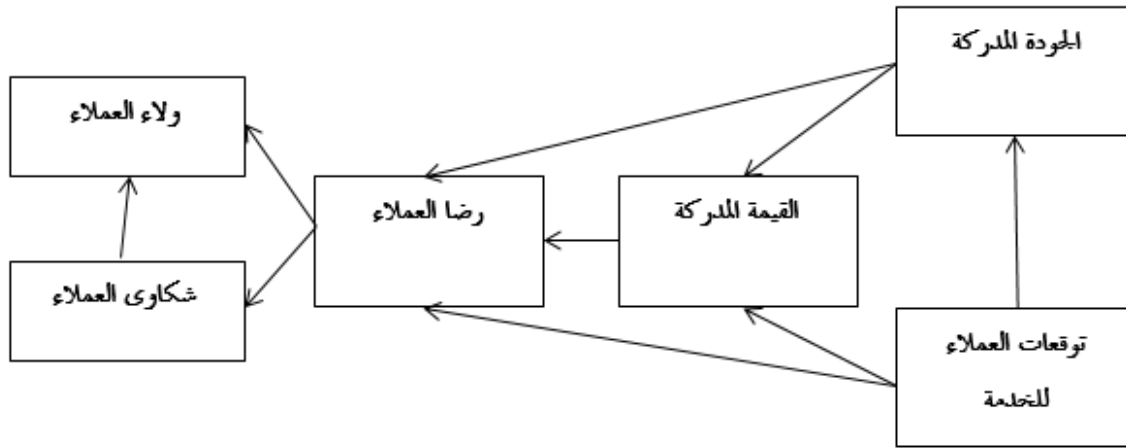 الجودة المدركة
ولاء العملاء
رضا العملاء
القيمة المدركة
شكاوى العملاء
توقعات العملاء
للخدمة